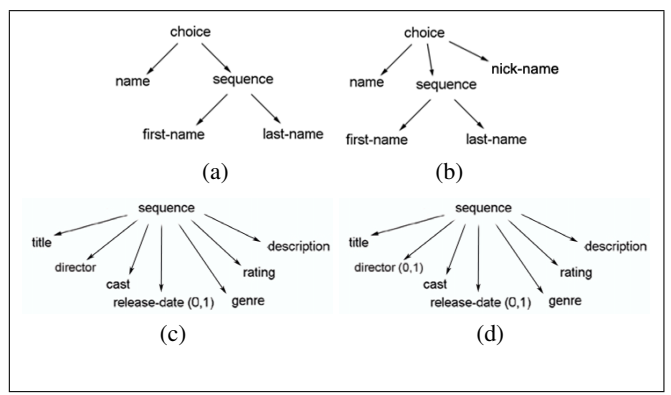 choice
name
sequence
first-name
last-name
(a)
choice
name
sequence
nick-name
first-name
last-name
(b)
sequence
title
director
cast
release-date (0,1)
genre
rating
description
(c)
sequence
title
director (0,1)
cast
release-date (0,1)
genre
rating
description
(d)